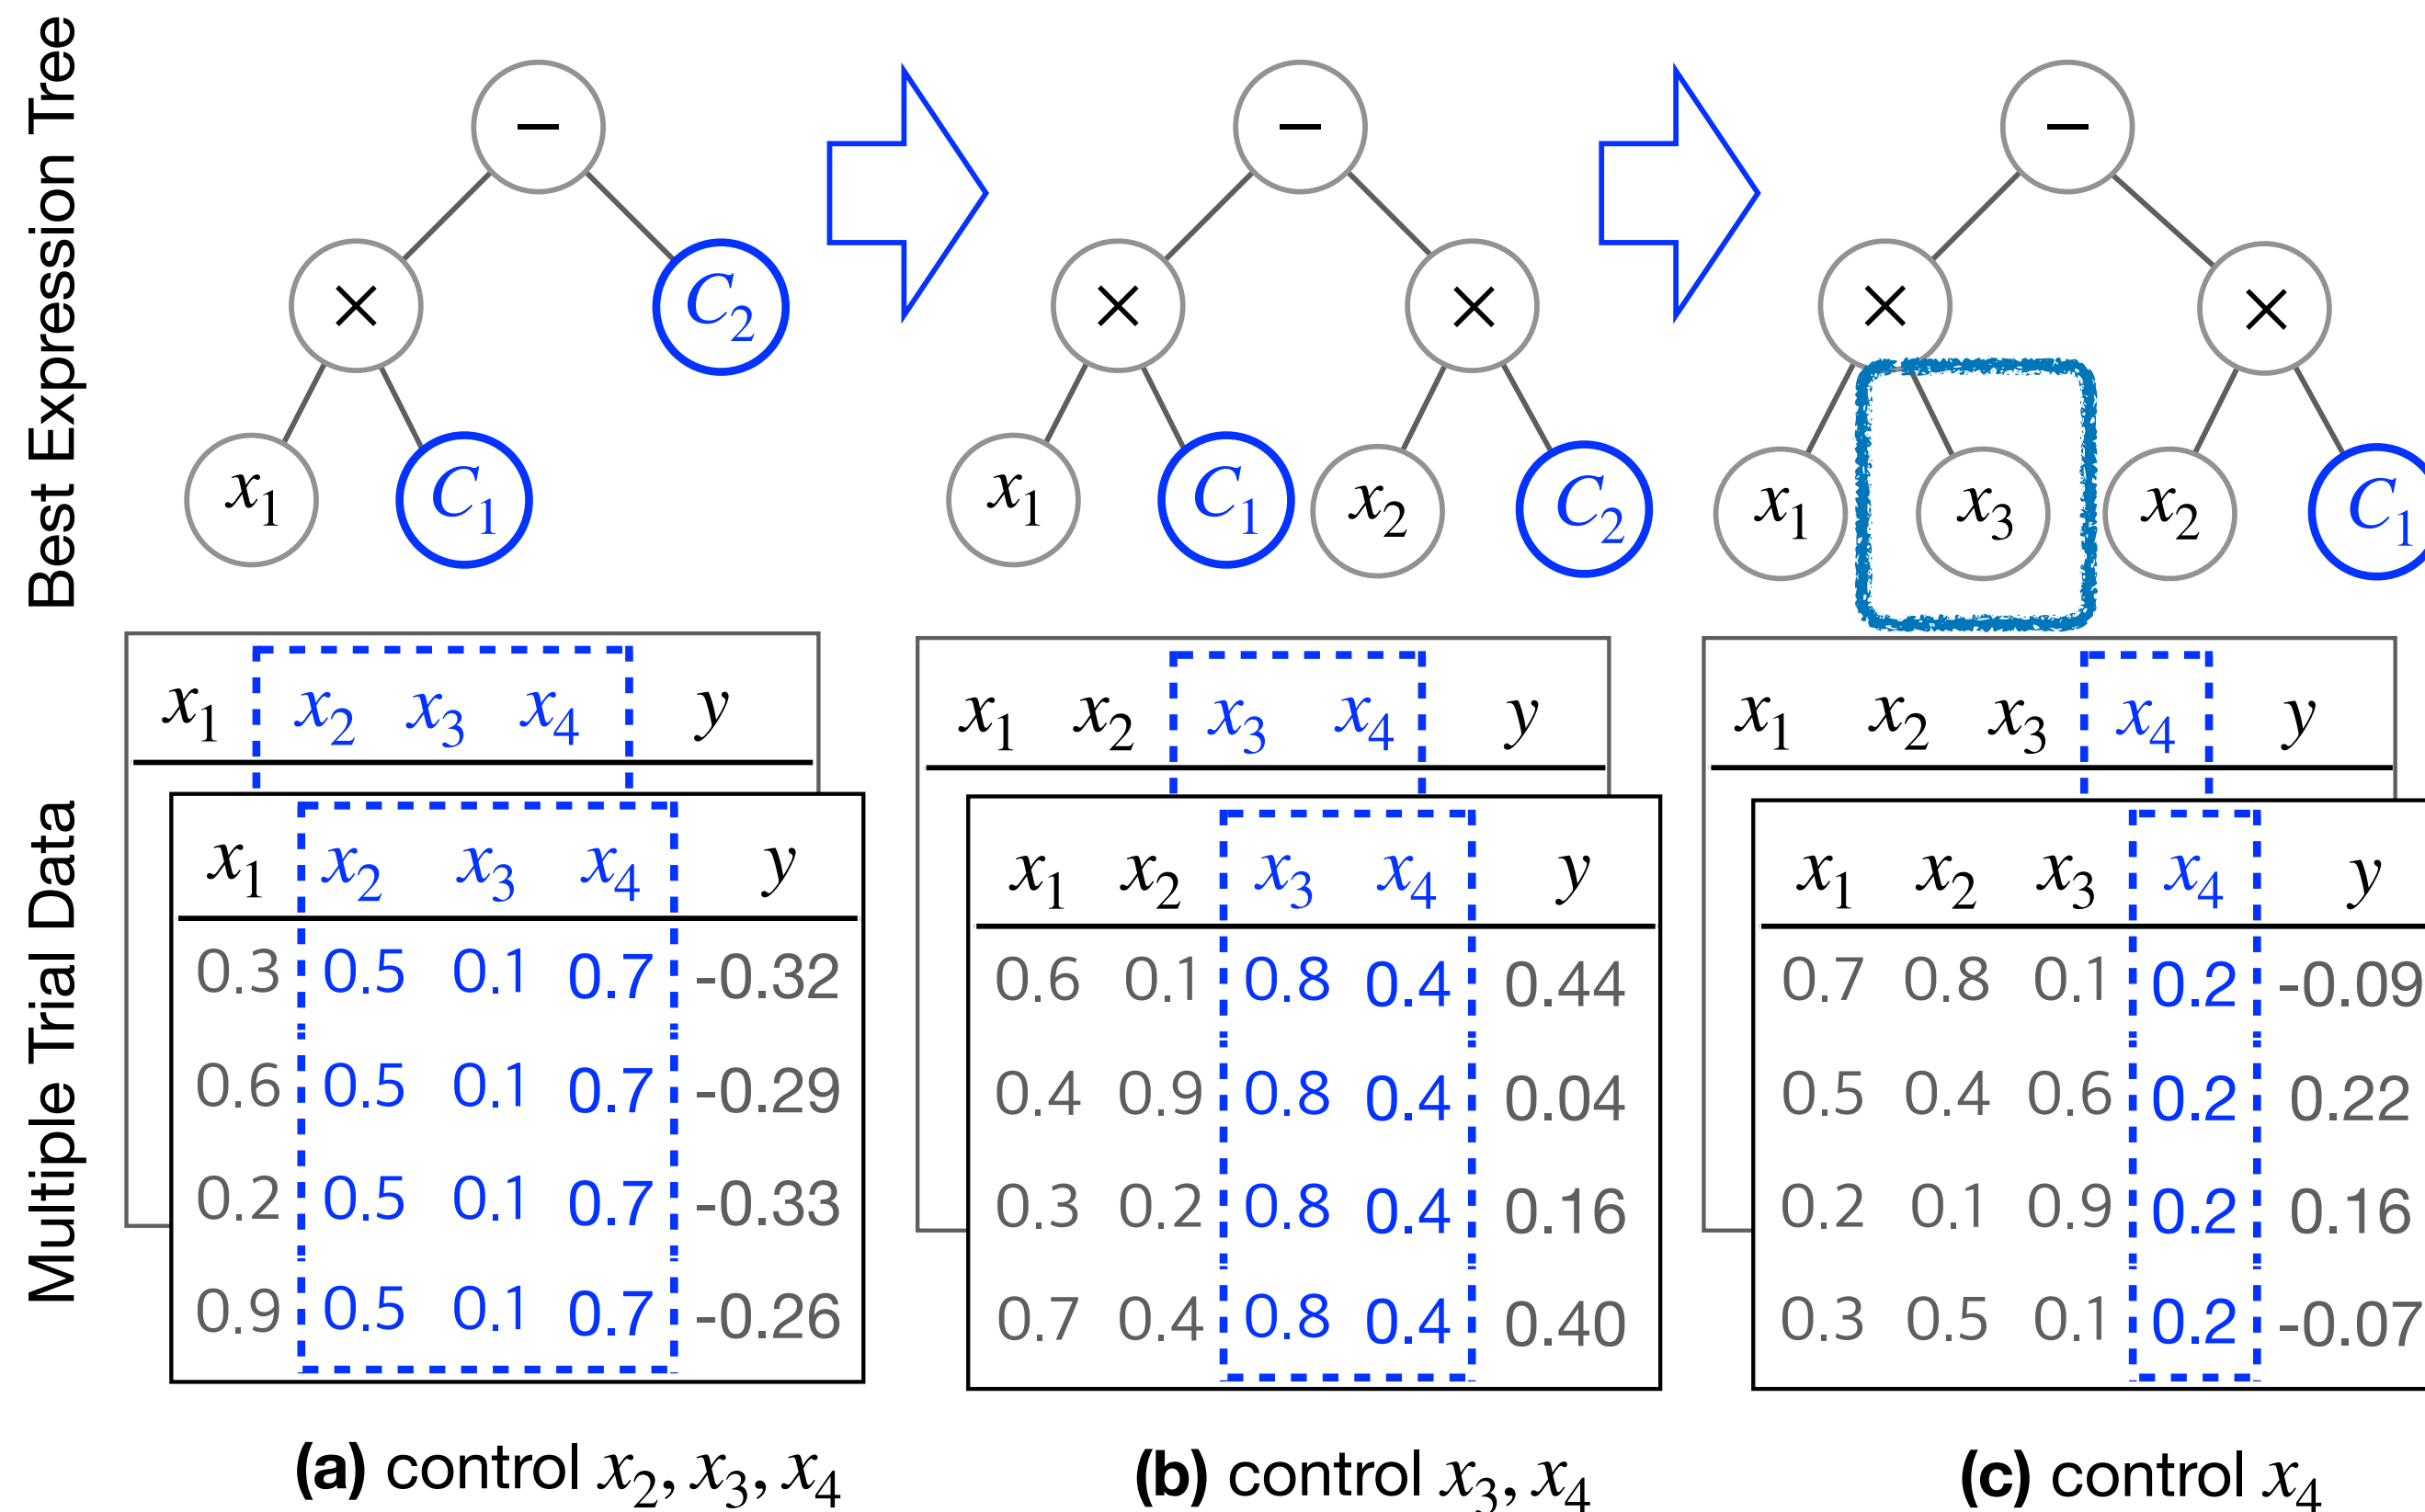 Best Expression Tree
− − −
× C₂ × × × ×
x₁ C₁ x₁ C₁ x₂ C₂ x₁ x₃ x₂ C₁
Multiple Trial Data
x₁ x₂ x₃ x₄ y
x₁ x₂ x₃ x₄ y
0.3 0.5 0.1 0.7 -0.32
0.6 0.5 0.1 0.7 -0.29
0.2 0.5 0.1 0.7 -0.33
0.9 0.5 0.1 0.7 -0.26
(a) control x₂, x₃, x₄
x₁ x₂ x₃ x₄ y
x₁ x₂ x₃ x₄ y
0.6 0.1 0.8 0.4 0.44
0.4 0.9 0.8 0.4 0.04
0.3 0.2 0.8 0.4 0.16
0.7 0.4 0.8 0.4 0.40
(b) control x₃, x₄
x₁ x₂ x₃ x₄ y
x₁ x₂ x₃ x₄ y
0.7 0.8 0.1 0.2 -0.09
0.5 0.4 0.6 0.2 0.22
0.2 0.1 0.9 0.2 0.16
0.3 0.5 0.1 0.2 -0.07
(c) control x₄